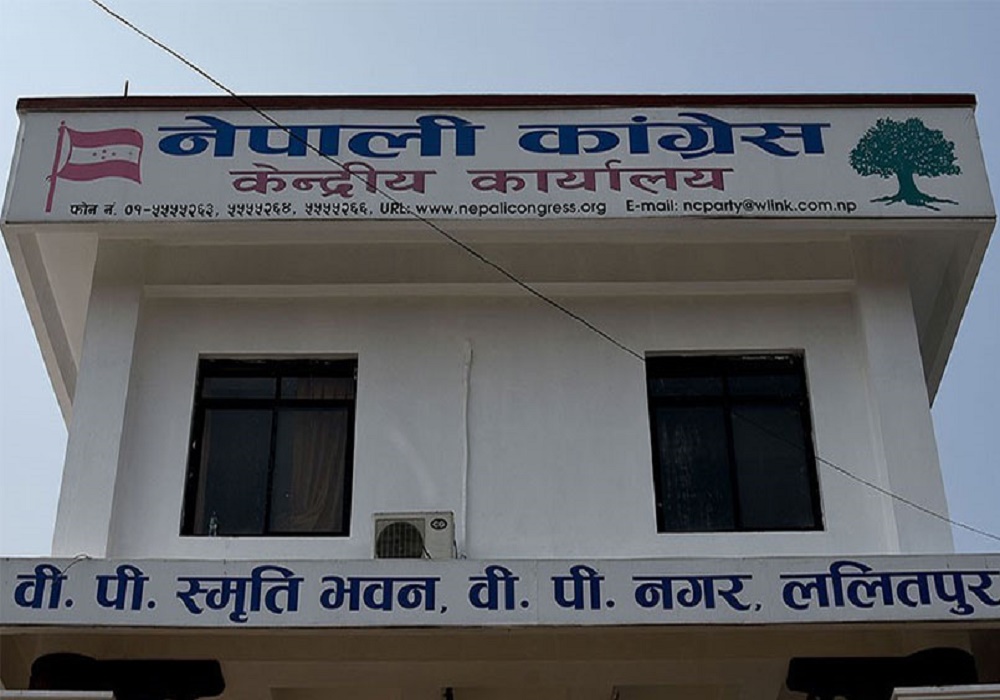 नेपाली कांग्रेस
केन्द्रीय कार्यालय
फोन नं. ०१-५५५५२६३, ५५५५२६४, ५५५५२६६, URL: www.nepalicongress.org E-mail: ncparty@wlink.com.np
वी. पी. स्मृति भवन, वी. पी. नगर, ललितपुर